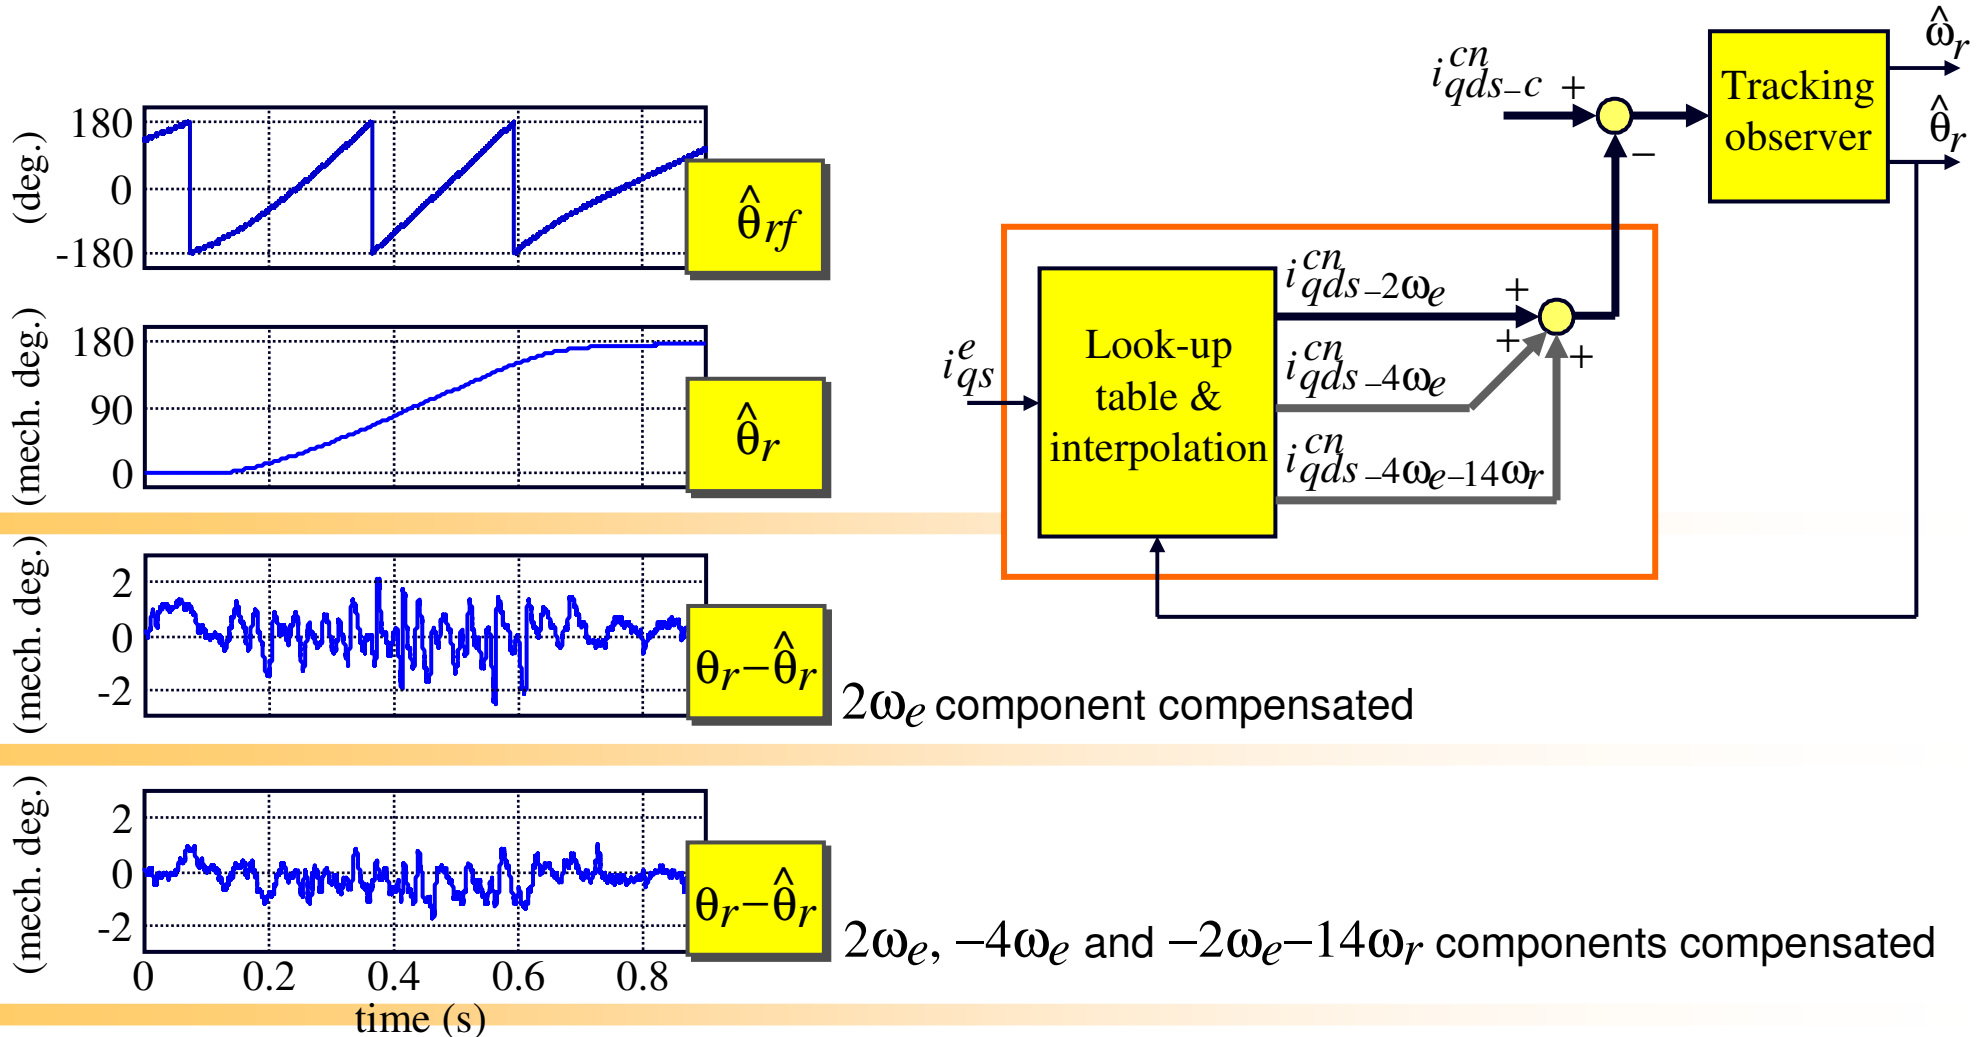 (deg.)
180
0
-180
θ̂rf
(mech. deg.)
180
90
0
θ̂r
(mech. deg.)
2
0
-2
θr−θ̂r
2ωe component compensated
(mech. deg.)
2
0
-2
θr−θ̂r
2ωe, −4ωe and −2ωe−14ωr components compensated
0 0.2 0.4 0.6 0.8
time (s)
i^cn_qds−c +
−
Tracking
observer
ω̂r
θ̂r
i^e_qs
Look-up
table &
interpolation
i^cn_qds−2ωe +
i^cn_qds−4ωe + +
i^cn_qds−4ωe−14ωr